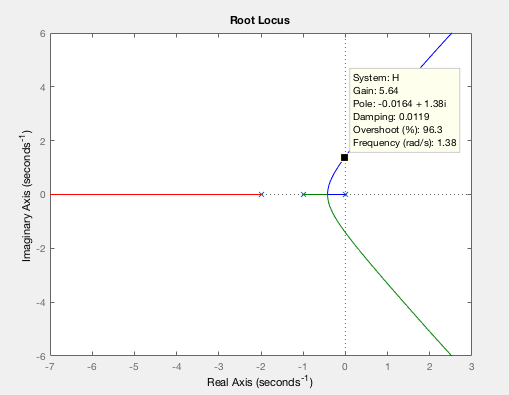 Root Locus
System: H
Gain: 5.64
Pole: -0.0164 + 1.38i
Damping: 0.0119
Overshoot (%): 96.3
Frequency (rad/s): 1.38
Imaginary Axis (seconds⁻¹)
6
4
2
0
-2
-4
-6
-7 -6 -5 -4 -3 -2 -1 0 1 2 3
Real Axis (seconds⁻¹)